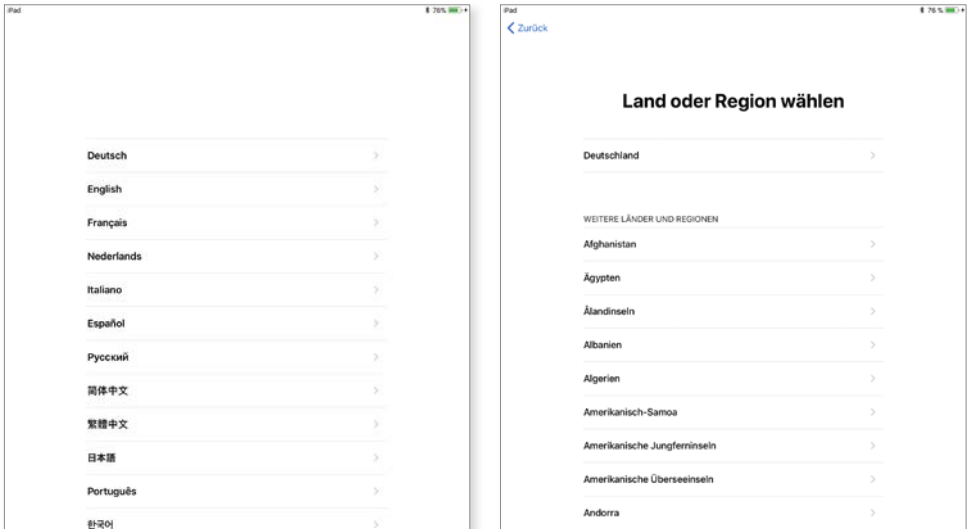 iPad
76%
Deutsch
English
Français
Nederlands
Italiano
Español
Русский
简体中文
繁體中文
日本語
Português
한국어
iPad
76 %
Zurück
Land oder Region wählen
Deutschland
WEITERE LÄNDER UND REGIONEN
Afghanistan
Ägypten
Ålandinseln
Albanien
Algerien
Amerikanisch-Samoa
Amerikanische Jungferninseln
Amerikanische Überseeinseln
Andorra